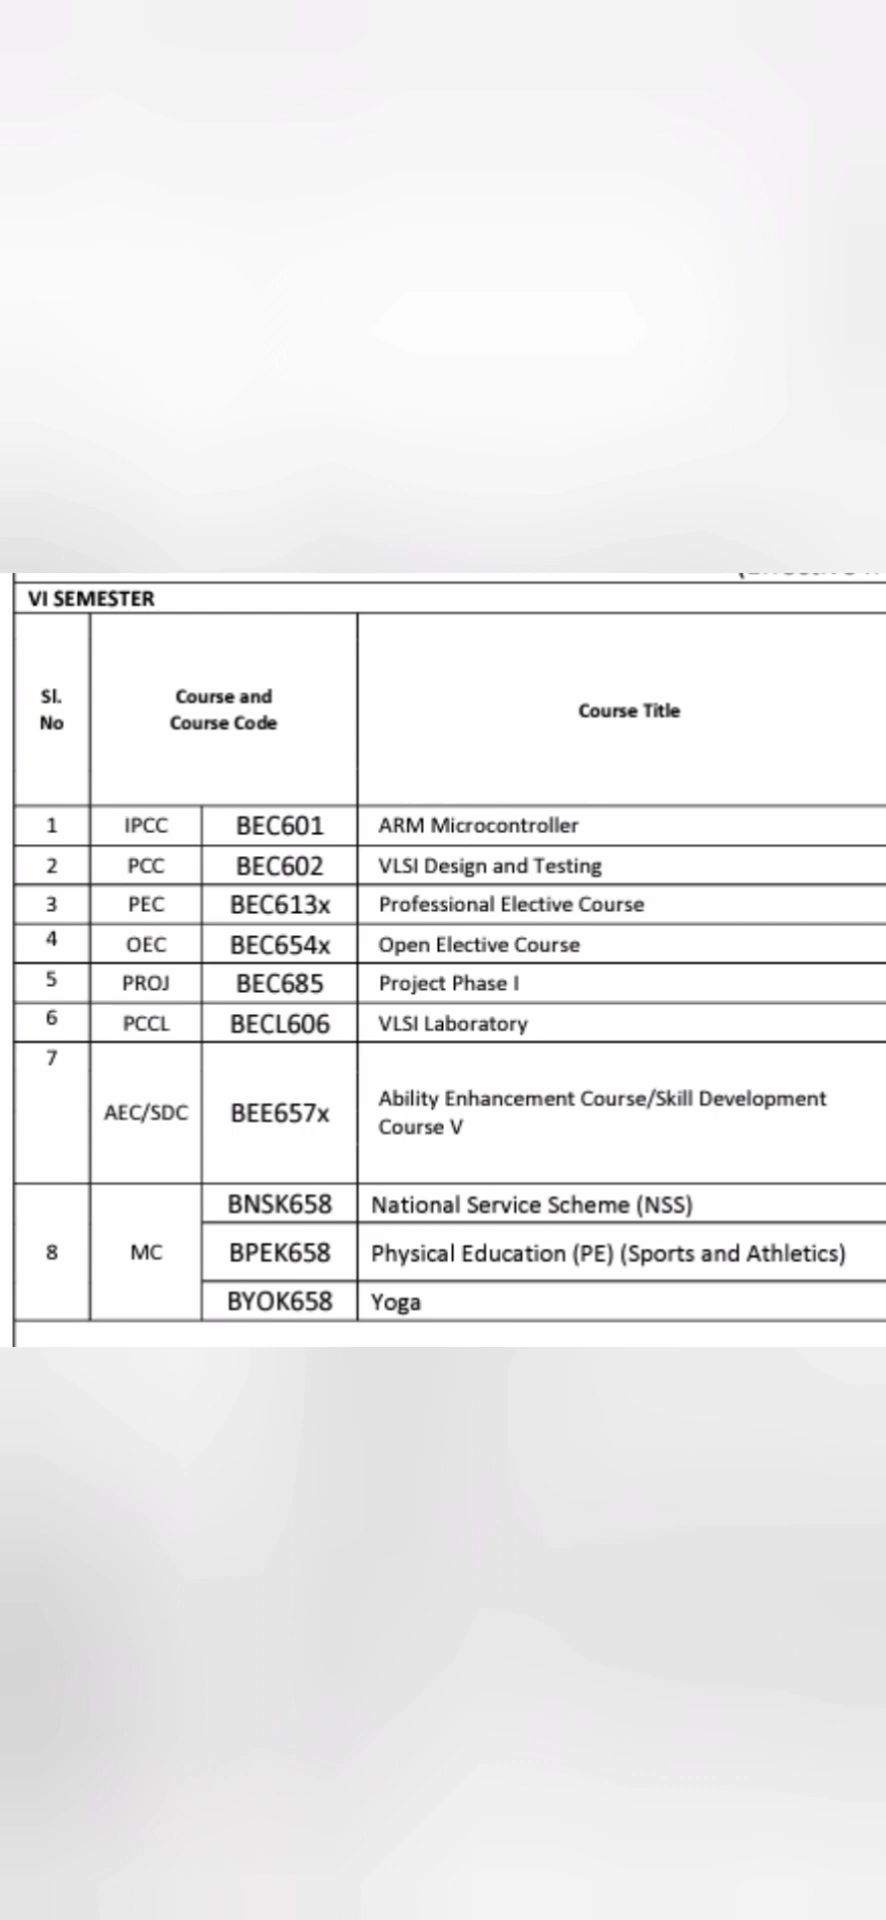 VI SEMESTER
Sl.
No
Course and
Course Code
Course Title
1 IPCC BEC601 ARM Microcontroller
2 PCC BEC602 VLSI Design and Testing
3 PEC BEC613x Professional Elective Course
4 OEC BEC654x Open Elective Course
5 PROJ BEC685 Project Phase I
6 PCCL BECL606 VLSI Laboratory
7 AEC/SDC BEE657x Ability Enhancement Course/Skill Development
Course V
8 MC BNSK658 National Service Scheme (NSS)
BPEK658 Physical Education (PE) (Sports and Athletics)
BYOK658 Yoga